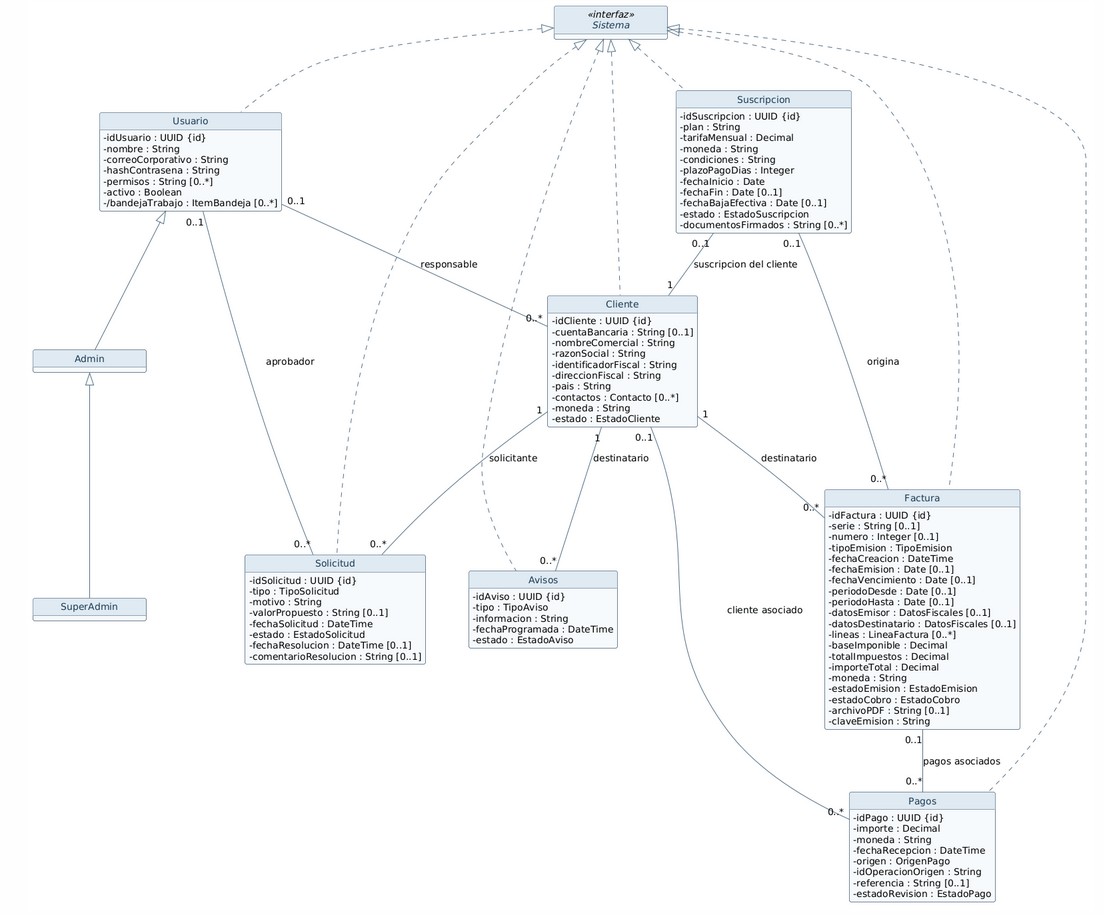 «interfaz»
Sistema
Usuario
-idUsuario : UUID {id}
-nombre : String
-correoCorporativo : String
-hashContrasena : String
-permisos : String [0..*]
-activo : Boolean
-/bandejaTrabajo : ItemBandeja [0..*]
Suscripcion
-idSuscripcion : UUID {id}
-plan : String
-tarifaMensual : Decimal
-moneda : String
-condiciones : String
-plazoPagoDias : Integer
-fechaInicio : Date
-fechaFin : Date [0..1]
-fechaBajaEfectiva : Date [0..1]
-estado : EstadoSuscripcion
-documentosFirmados : String [0..*]
0..1
0..1
responsable
0..*
0..1
0..1
suscripcion del cliente
1
Cliente
-idCliente : UUID {id}
-cuentaBancaria : String [0..1]
-nombreComercial : String
-razonSocial : String
-identificadorFiscal : String
-direccionFiscal : String
-pais : String
-contactos : Contacto [0..*]
-moneda : String
-estado : EstadoCliente
Admin
aprobador
origina
1
1
0..1
1
solicitante
destinatario
destinatario
0..*
0..*
0..*
0..*
0..*
Factura
-idFactura : UUID {id}
-serie : String [0..1]
-numero : Integer [0..1]
-tipoEmision : TipoEmision
-fechaCreacion : DateTime
-fechaEmision : Date [0..1]
-fechaVencimiento : Date [0..1]
-periodoDesde : Date [0..1]
-periodoHasta : Date [0..1]
-datosEmisor : DatosFiscales [0..1]
-datosDestinatario : DatosFiscales [0..1]
-lineas : LineaFactura [0..*]
-baseImponible : Decimal
-totalImpuestos : Decimal
-importeTotal : Decimal
-moneda : String
-estadoEmision : EstadoEmision
-estadoCobro : EstadoCobro
-archivoPDF : String [0..1]
-claveEmision : String
Solicitud
-idSolicitud : UUID {id}
-tipo : TipoSolicitud
-motivo : String
-valorPropuesto : String [0..1]
-fechaSolicitud : DateTime
-estado : EstadoSolicitud
-fechaResolucion : DateTime [0..1]
-comentarioResolucion : String [0..1]
Avisos
-idAviso : UUID {id}
-tipo : TipoAviso
-informacion : String
-fechaProgramada : DateTime
-estado : EstadoAviso
SuperAdmin
cliente asociado
0..1
pagos asociados
0..*
0..*
Pagos
-idPago : UUID {id}
-importe : Decimal
-moneda : String
-fechaRecepcion : DateTime
-origen : OrigenPago
-idOperacionOrigen : String
-referencia : String [0..1]
-estadoRevision : EstadoPago